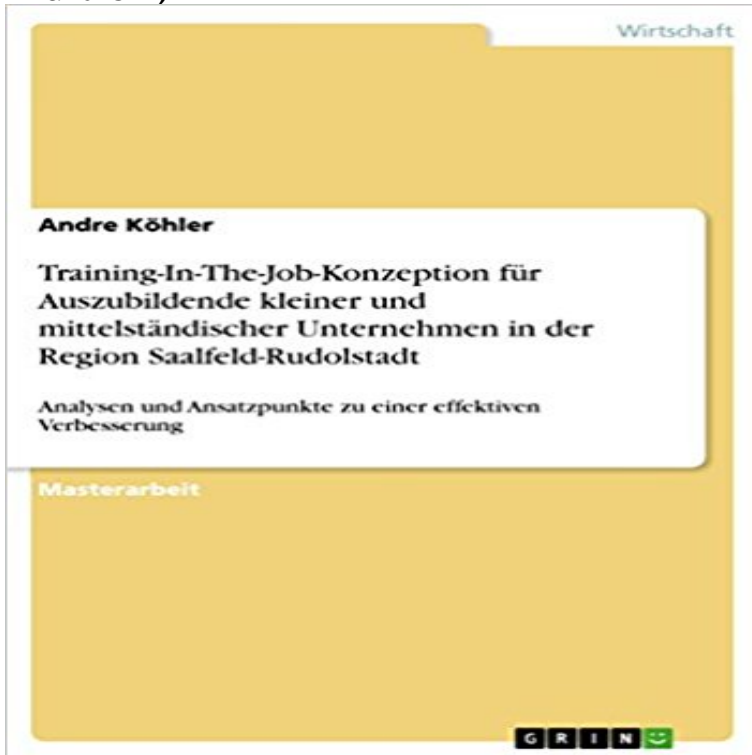 Wirtschaft
Andre Köhler
Training-In-The-Job-Konzeption für
Auszubildende kleiner und
mittelständischer Unternehmen in der
Region Saalfeld-Rudolstadt
Analysen und Ansatzpunkte zu einer effektiven
Verbesserung
Masterarbeit
GRIN